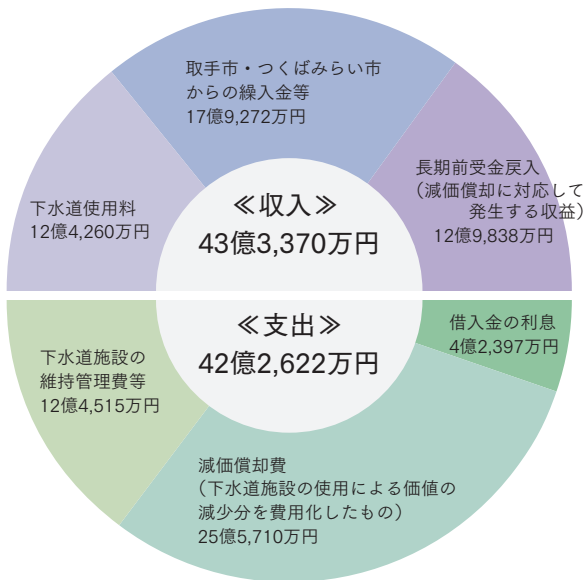 取手市・つくばみらい市
からの繰入金等
17億9,272万円
下水道使用料
12億4,260万円
長期前受金戻入
（減価償却に対応して
発生する収益）
12億9,838万円
≪収入≫
43億3,370万円
≪支出≫
42億2,622万円
借入金の利息
4億2,397万円
下水道施設の
維持管理費等
12億4,515万円
減価償却費
（下水道施設の使用による価値の
減少分を費用化したもの）
25億5,710万円